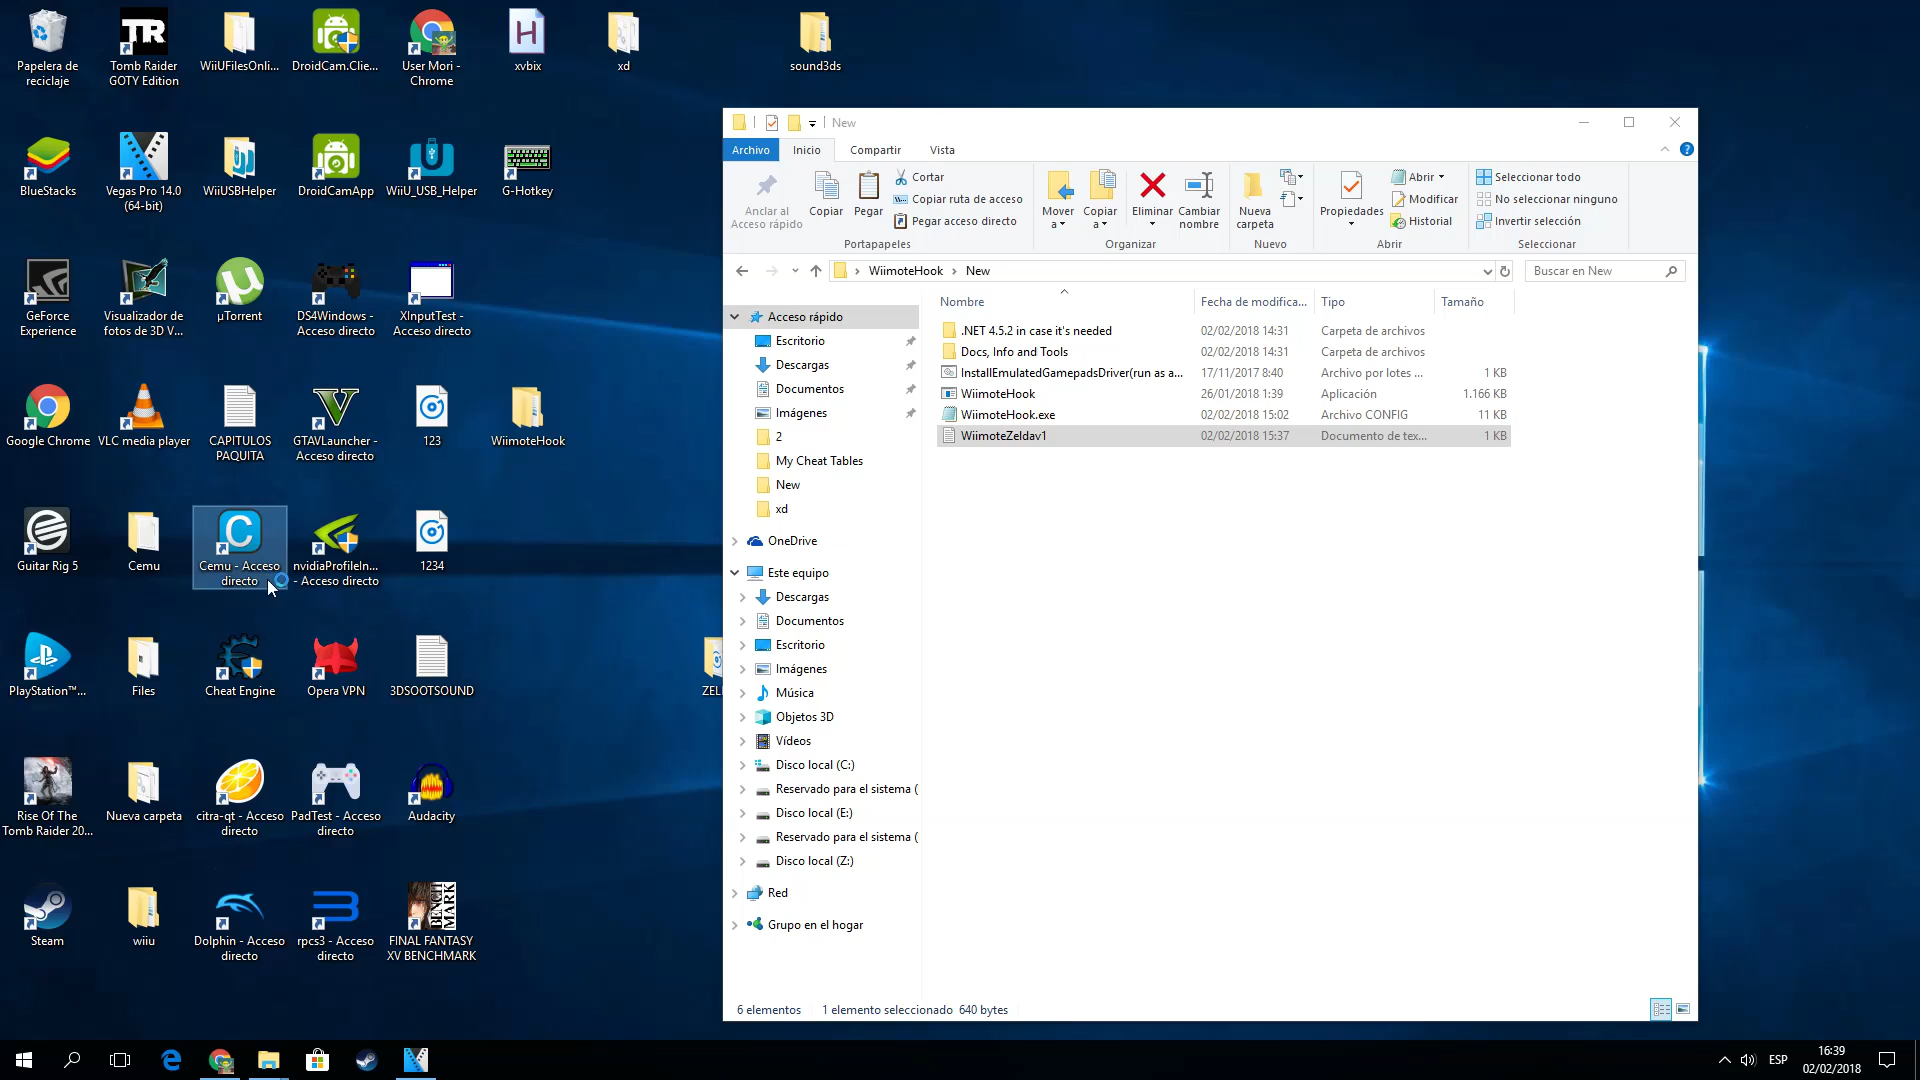 Papelera de
reciclaje
TR
Tomb Raider
GOTY Edition
WiiUFilesOnli...
DroidCam.Clie...
User Mori -
Chrome
H
xvbix
xd
sound3ds
BlueStacks
Vegas Pro 14.0
(64-bit)
WiiUSBHelper
DroidCamApp
WiiU_USB_Helper
G-Hotkey
GeForce
Experience
Visualizador de
fotos de 3D V...
µTorrent
DS4Windows -
Acceso directo
XInputTest -
Acceso directo
Google Chrome
VLC media player
CAPITULOS
PAQUITA
GTAVLauncher -
Acceso directo
123
WiimoteHook
Guitar Rig 5
Cemu
C
Cemu - Acceso
directo
nvidiaProfileIn...
- Acceso directo
1234
PlayStation™...
Files
Cheat Engine
Opera VPN
3DSOOTSOUND
ZEL
Rise Of The
Tomb Raider 20...
Nueva carpeta
citra-qt - Acceso
directo
PadTest - Acceso
directo
Audacity
Steam
wiiu
Dolphin - Acceso
directo
rpcs3 - Acceso
directo
BENCH
MARK
FINAL FANTASY
XV BENCHMARK
New
Archivo
Inicio
Compartir
Vista
Anclar al
Acceso rápido
Copiar
Pegar
Cortar
Copiar ruta de acceso
Pegar acceso directo
Portapapeles
Mover
a
Copiar
a
Eliminar
Cambiar
nombre
Organizar
Nueva
carpeta
Nuevo
Propiedades
Abrir
Modificar
Historial
Abrir
Seleccionar todo
No seleccionar ninguno
Invertir selección
Seleccionar
WiimoteHook > New
Buscar en New
Nombre
Fecha de modifica...
Tipo
Tamaño
.NET 4.5.2 in case it's needed 02/02/2018 14:31 Carpeta de archivos
Docs, Info and Tools 02/02/2018 14:31 Carpeta de archivos
InstallEmulatedGamepadsDriver(run as a... 17/11/2017 8:40 Archivo por lotes ... 1 KB
WiimoteHook 26/01/2018 1:39 Aplicación 1.166 KB
WiimoteHook.exe 02/02/2018 15:02 Archivo CONFIG 11 KB
WiimoteZeldav1 02/02/2018 15:37 Documento de tex... 1 KB
Acceso rápido
Escritorio
Descargas
Documentos
Imágenes
2
My Cheat Tables
New
xd
OneDrive
Este equipo
Descargas
Documentos
Escritorio
Imágenes
Música
Objetos 3D
Vídeos
Disco local (C:)
Reservado para el sistema (
Disco local (E:)
Reservado para el sistema (
Disco local (Z:)
Red
Grupo en el hogar
6 elementos
1 elemento seleccionado 640 bytes
ESP
16:39
02/02/2018